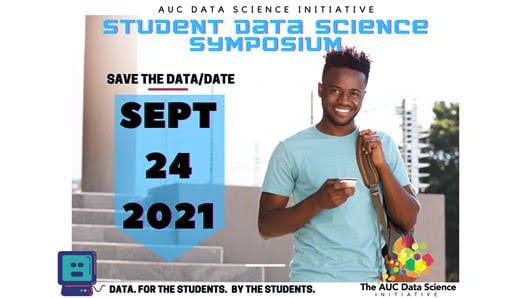 AUC DATA SCIENCE INITIATIVE
STUDENT DATA SCIENCE
SYMPOSIUM
SAVE THE DATA/DATE
SEPT
24
2021
DATA. FOR THE STUDENTS. BY THE STUDENTS.
The AUC Data Science
INITIATIVE